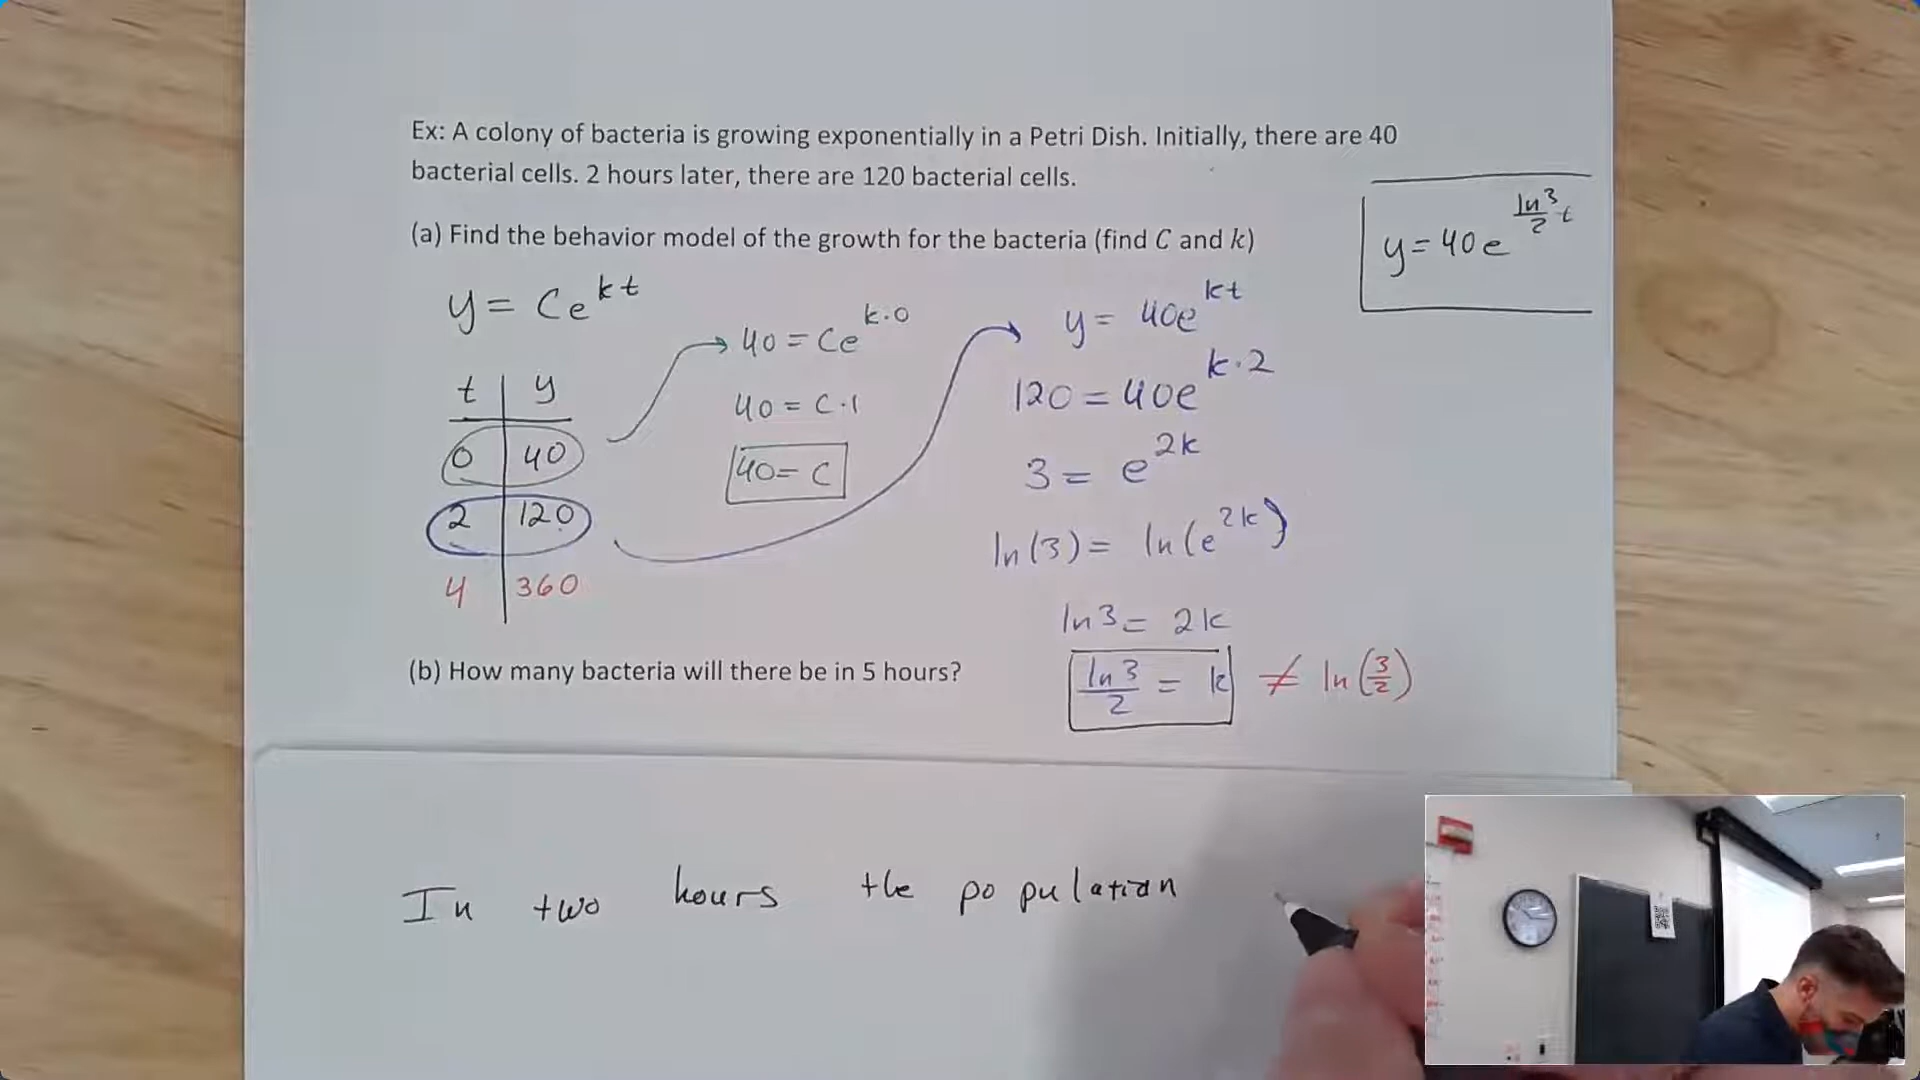 Ex: A colony of bacteria is growing exponentially in a Petri Dish. Initially, there are 40
bacterial cells. 2 hours later, there are 120 bacterial cells.
(a) Find the behavior model of the growth for the bacteria (find C and k)
y = 40e^(ln3/2 t)
y = Ce^(kt)
t | y
0 | 40
2 | 120
4 | 360
40 = Ce^(k·0)
40 = C·1
40 = C
y = 40e^(kt)
120 = 40e^(k·2)
3 = e^(2k)
ln(3) = ln(e^(2k))
ln3 = 2k
ln3/2 = k ≠ ln(3/2)
(b) How many bacteria will there be in 5 hours?
In two hours the population